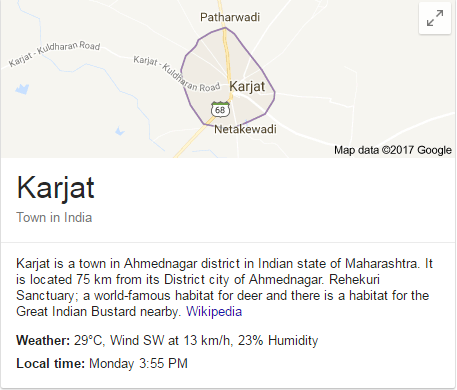 Patharwadi
Karjat - Kuldharan Road
Karjat - Kuldharan Road
Karjat
68
Netakewadi
Map data ©2017 Google
Karjat
Town in India
Karjat is a town in Ahmednagar district in Indian state of Maharashtra. It
is located 75 km from its District city of Ahmednagar. Rehekuri
Sanctuary; a world-famous habitat for deer and there is a habitat for the
Great Indian Bustard nearby. Wikipedia
Weather: 29°C, Wind SW at 13 km/h, 23% Humidity
Local time: Monday 3:55 PM